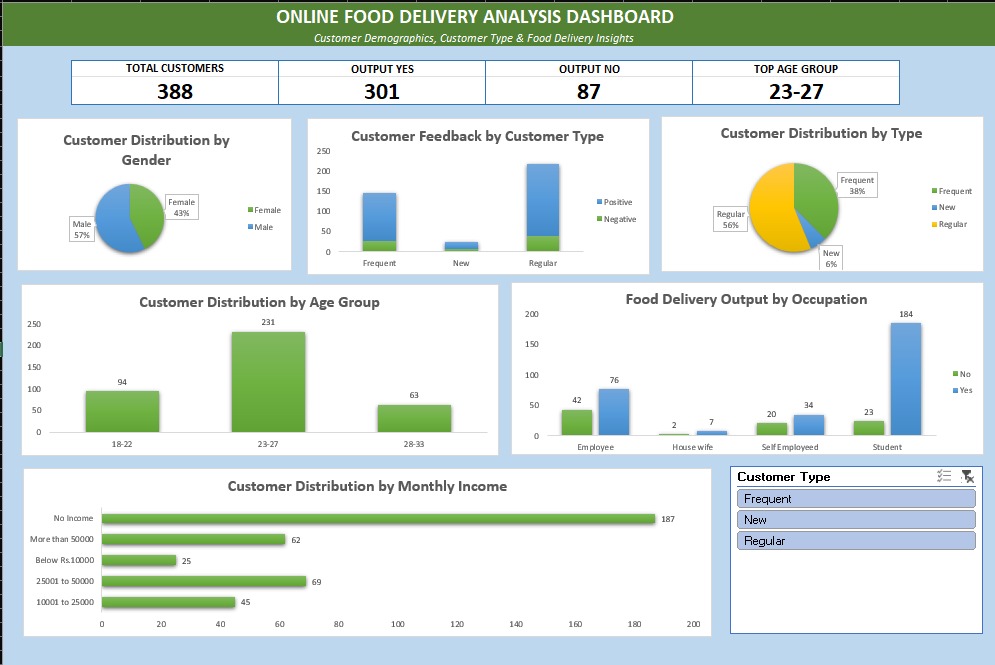 ONLINE FOOD DELIVERY ANALYSIS DASHBOARD
Customer Demographics, Customer Type & Food Delivery Insights
TOTAL CUSTOMERS
388
OUTPUT YES
301
OUTPUT NO
87
TOP AGE GROUP
23-27
Customer Distribution by
Gender
Female
43%
Male
57%
Female
Male
Customer Feedback by Customer Type
250
200
150
100
50
0
Frequent
New
Regular
Positive
Negative
Customer Distribution by Type
Frequent
38%
Regular
56%
New
6%
Frequent
New
Regular
Customer Distribution by Age Group
250
200
150
100
50
0
94
231
63
18-22
23-27
28-33
Food Delivery Output by Occupation
200
150
100
50
0
42
76
2
7
20
34
23
184
Employee
House wife
Self Employeed
Student
No
Yes
Customer Distribution by Monthly Income
No Income
187
More than 50000
62
Below Rs.10000
25
25001 to 50000
69
10001 to 25000
45
0
20
40
60
80
100
120
140
160
180
200
Customer Type
Frequent
New
Regular